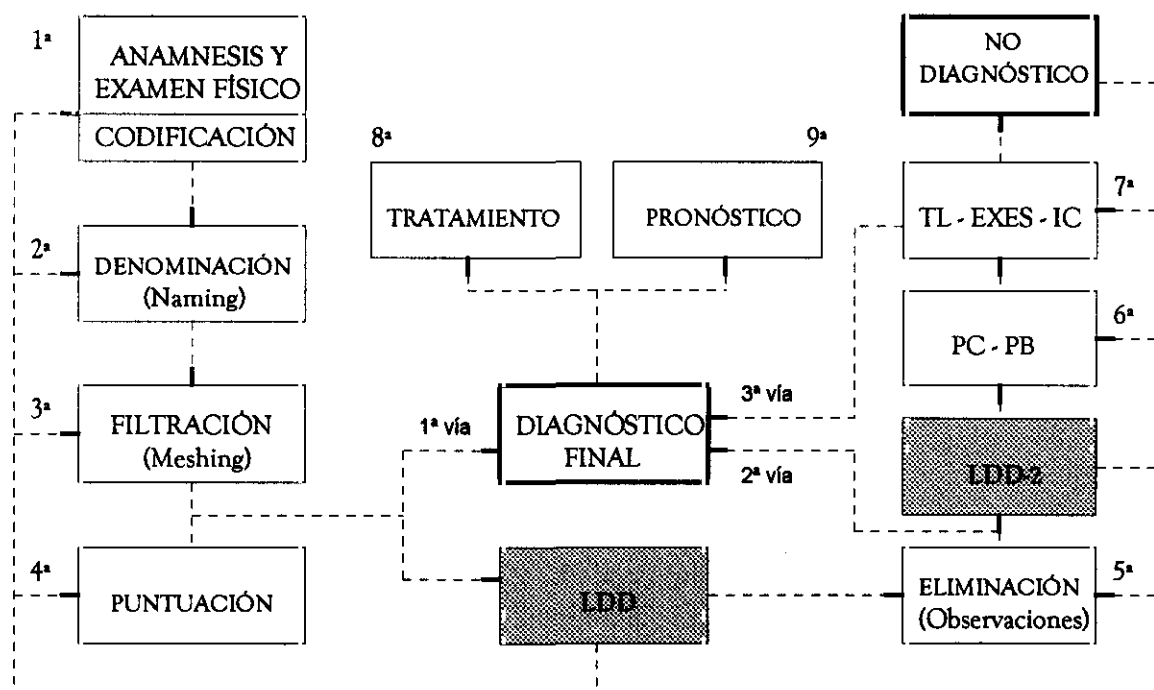 1ª
ANAMNESIS Y
EXAMEN FÍSICO
CODIFICACIÓN
2ª
DENOMINACIÓN
(Naming)
3ª
FILTRACIÓN
(Meshing)
4ª
PUNTUACIÓN
8ª
TRATAMIENTO
9ª
PRONÓSTICO
1ª vía
DIAGNÓSTICO
FINAL
3ª vía
2ª vía
LDD
NO
DIAGNÓSTICO
TL - EXES - IC
7ª
PC - PB
6ª
LDD-2
ELIMINACIÓN
(Observaciones)
5ª